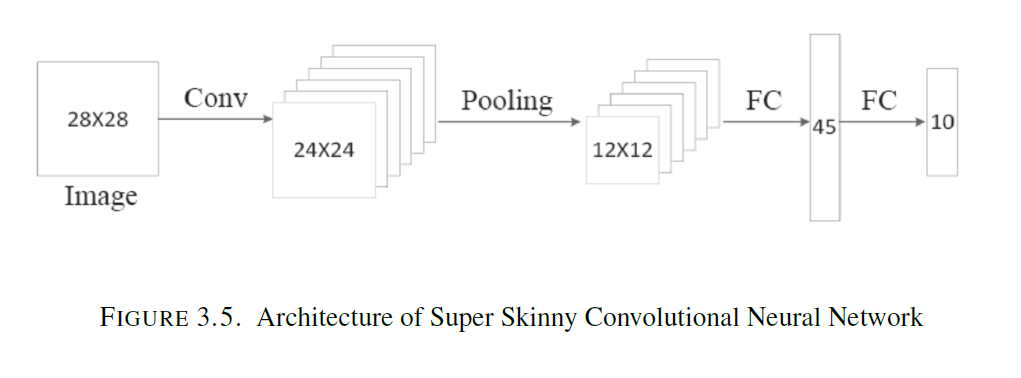 28X28
Image
Conv
24X24
Pooling
12X12
FC
45
FC
10
FIGURE 3.5. Architecture of Super Skinny Convolutional Neural Network